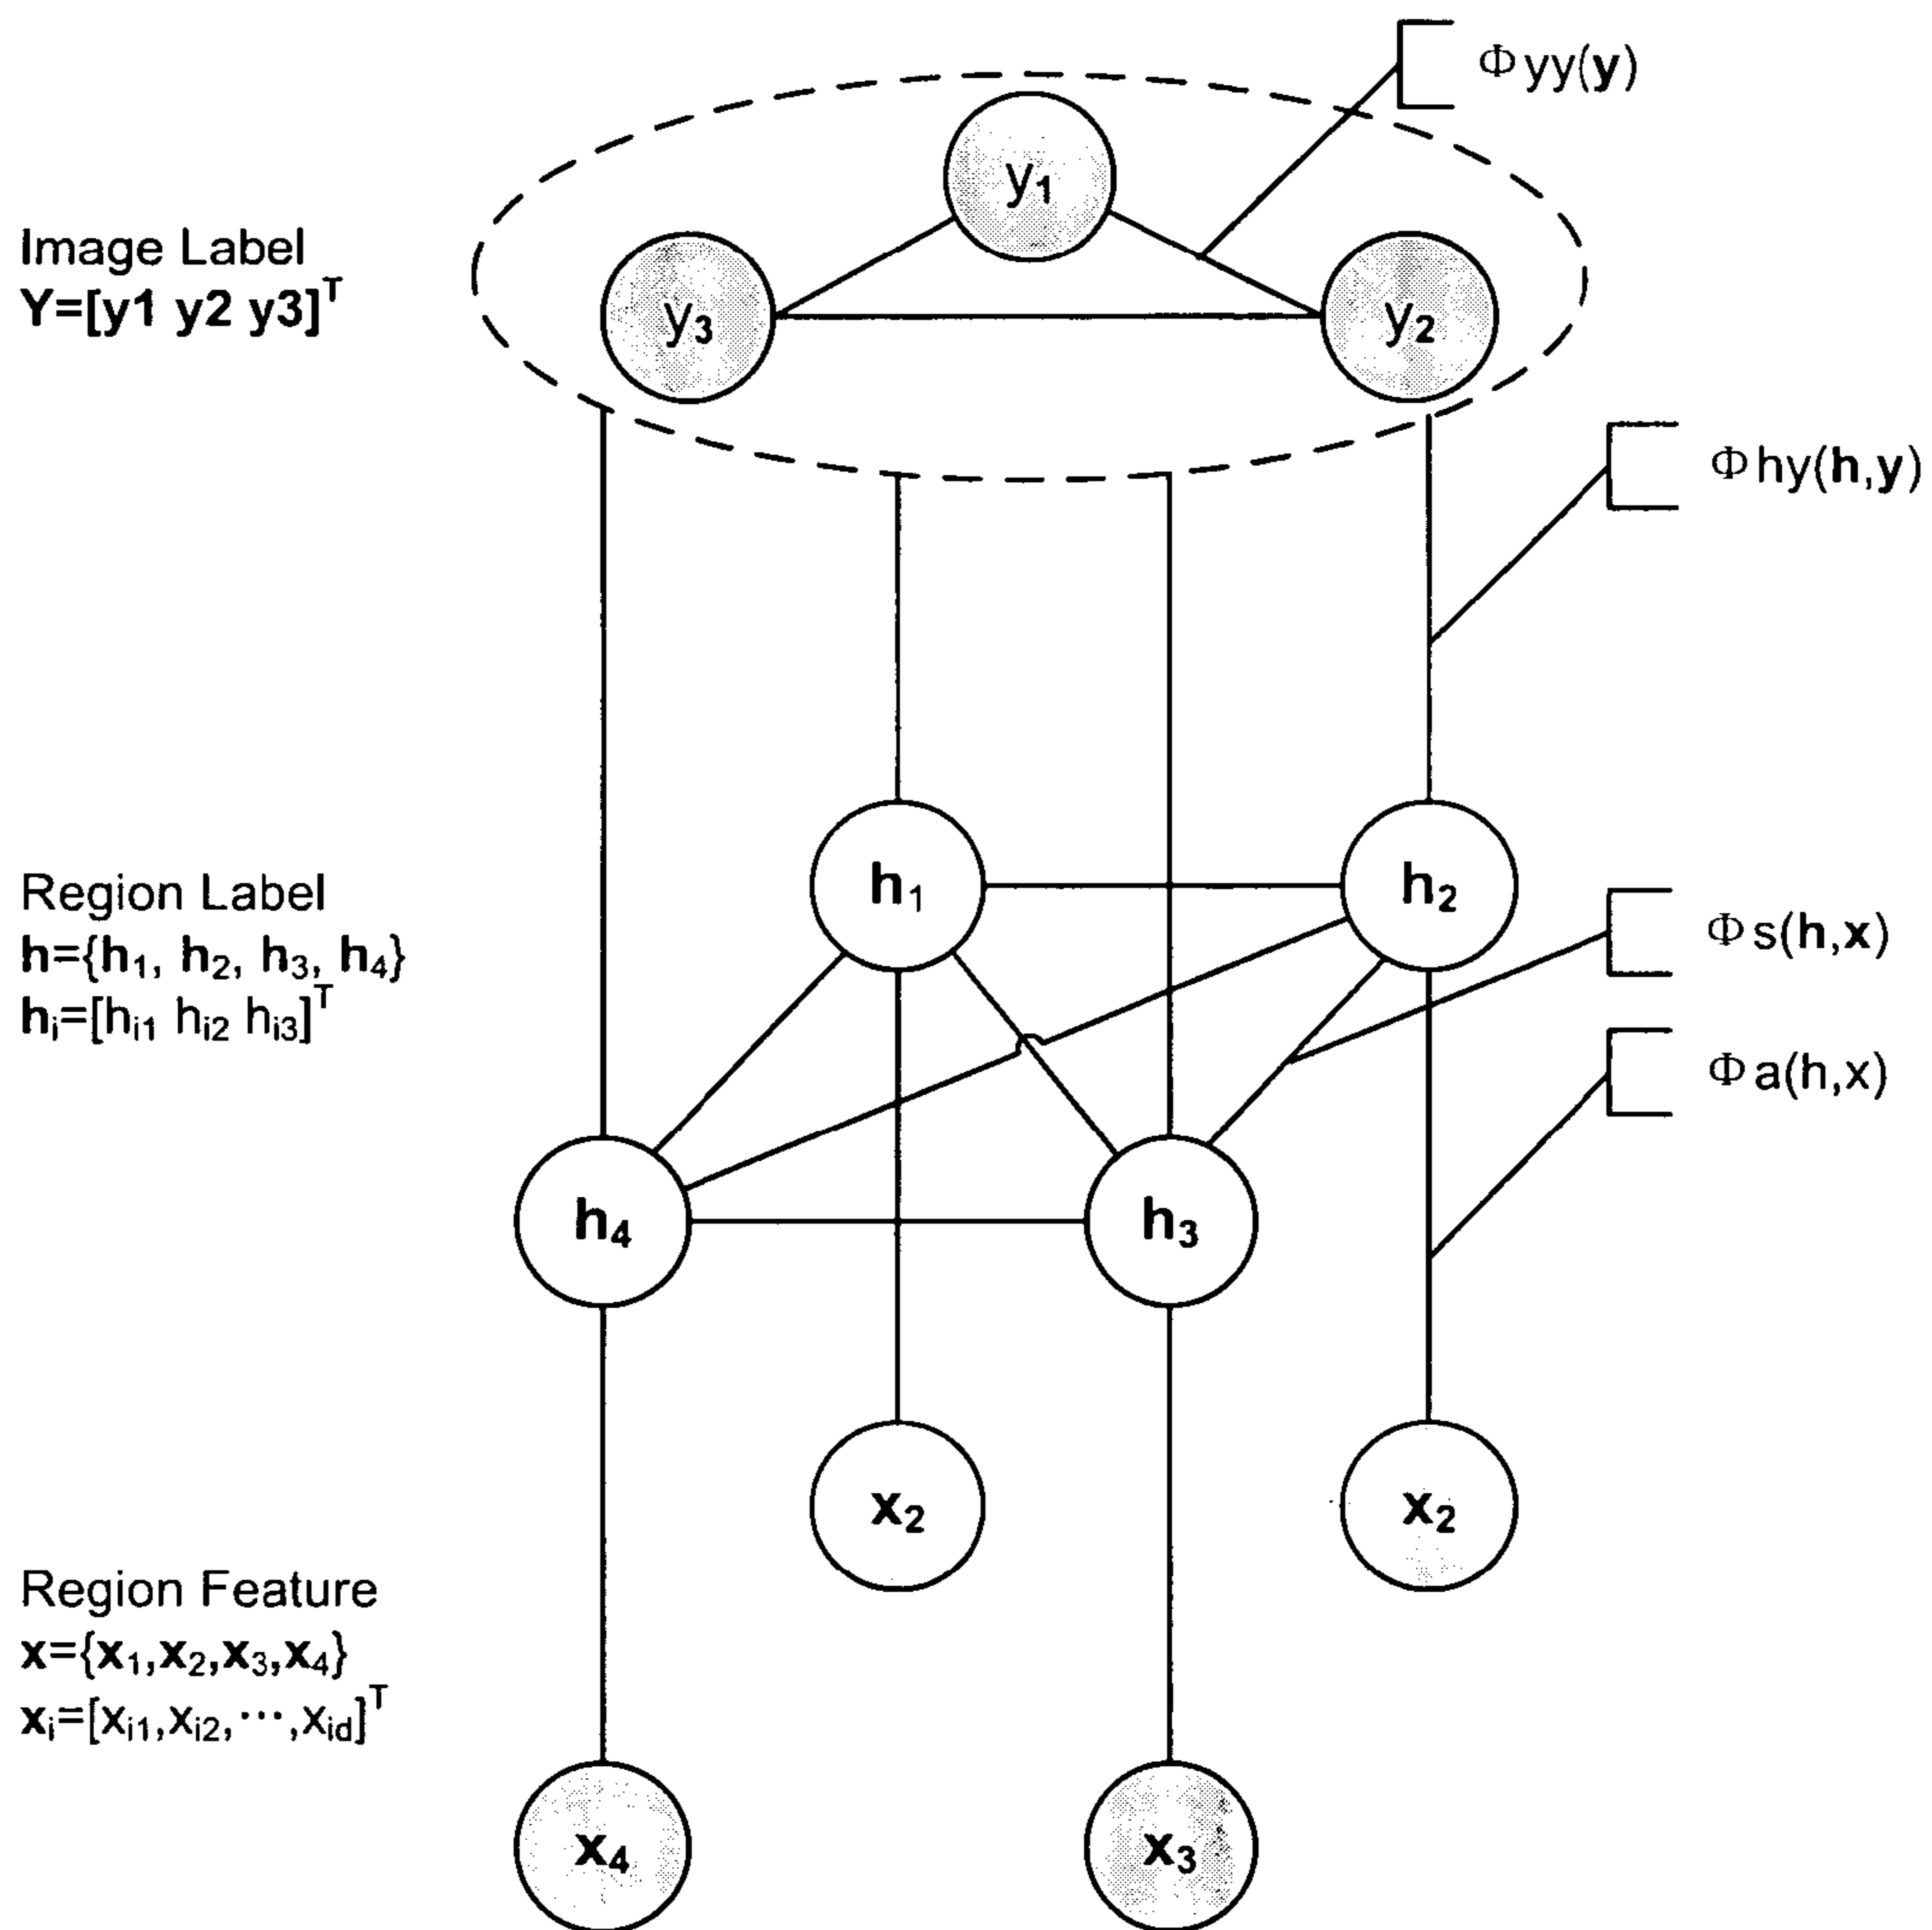 Φyy(y)
y₁
Image Label
Y=[y1 y2 y3]ᵀ
y₃
y₂
Φhy(h,y)
Region Label
h={h₁, h₂, h₃, h₄}
hᵢ=[hᵢ₁ hᵢ₂ hᵢ₃]ᵀ
h₁
h₂
Φs(h,x)
Φa(h,x)
h₄
h₃
x₂
x₂
Region Feature
x={x₁,x₂,x₃,x₄}
xᵢ=[xᵢ₁,xᵢ₂,⋯,x_id]ᵀ
x₄
x₃